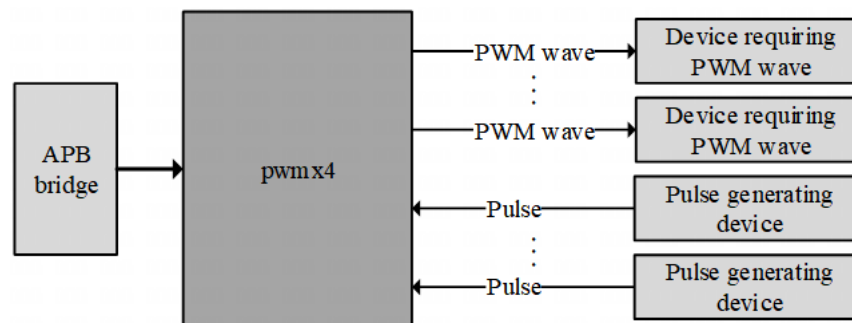 APB
bridge
pwmx4
PWM wave
PWM wave
Pulse
Pulse
Device requiring
PWM wave
Device requiring
PWM wave
Pulse generating
device
Pulse generating
device